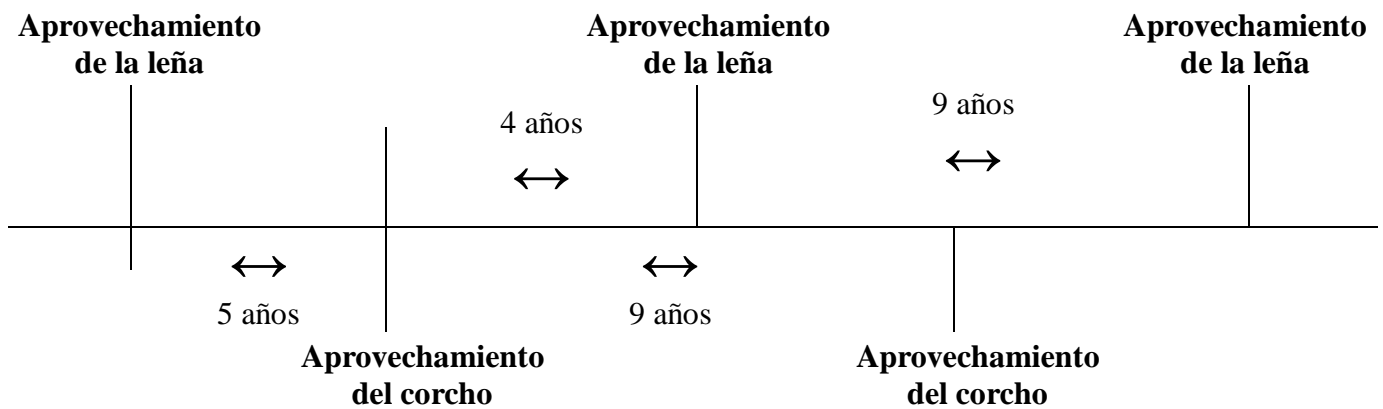 Aprovechamiento
de la leña
Aprovechamiento
de la leña
Aprovechamiento
de la leña
4 años
9 años
5 años
9 años
Aprovechamiento
del corcho
Aprovechamiento
del corcho